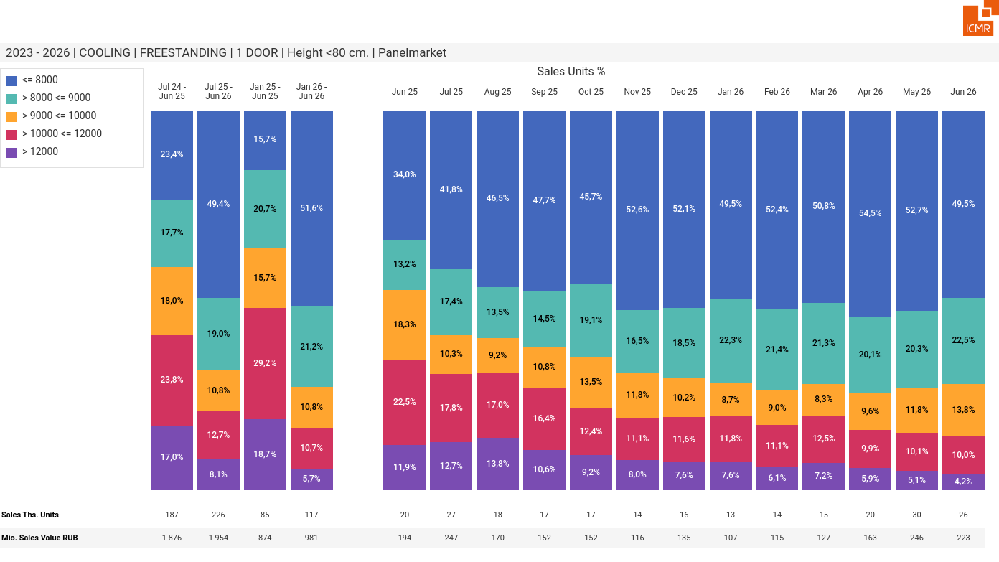 ICMR
2023 - 2026 | COOLING | FREESTANDING | 1 DOOR | Height <80 cm. | Panelmarket
<= 8000
> 8000 <= 9000
> 9000 <= 10000
> 10000 <= 12000
> 12000
Sales Units %
Jul 24 - Jun 25 Jul 25 - Jun 26 Jan 25 - Jun 25 Jan 26 - Jun 26 – Jun 25 Jul 25 Aug 25 Sep 25 Oct 25 Nov 25 Dec 25 Jan 26 Feb 26 Mar 26 Apr 26 May 26 Jun 26
23,4% 49,4% 15,7% 51,6% 34,0% 41,8% 46,5% 47,7% 45,7% 52,6% 52,1% 49,5% 52,4% 50,8% 54,5% 52,7% 49,5%
17,7% 19,0% 20,7% 21,2% 13,2% 17,4% 13,5% 14,5% 19,1% 16,5% 18,5% 22,3% 21,4% 21,3% 20,1% 20,3% 22,5%
18,0% 10,8% 15,7% 10,8% 18,3% 10,3% 9,2% 10,8% 13,5% 11,8% 10,2% 8,7% 9,0% 8,3% 9,6% 11,8% 13,8%
23,8% 12,7% 29,2% 10,7% 22,5% 17,8% 17,0% 16,4% 12,4% 11,1% 11,6% 11,8% 11,1% 12,5% 9,9% 10,1% 10,0%
17,0% 8,1% 18,7% 5,7% 11,9% 12,7% 13,8% 10,6% 9,2% 8,0% 7,6% 7,6% 6,1% 7,2% 5,9% 5,1% 4,2%
Sales Ths. Units 187 226 85 117 - 20 27 18 17 17 14 16 13 14 15 20 30 26
Mio. Sales Value RUB 1 876 1 954 874 981 - 194 247 170 152 152 116 135 107 115 127 163 246 223